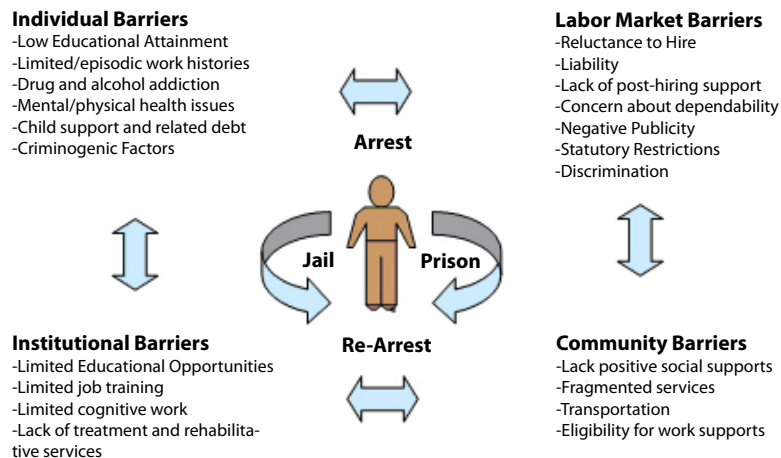 Individual Barriers
-Low Educational Attainment
-Limited/episodic work histories
-Drug and alcohol addiction
-Mental/physical health issues
-Child support and related debt
-Criminogenic Factors
Labor Market Barriers
-Reluctance to Hire
-Liability
-Lack of post-hiring support
-Concern about dependability
-Negative Publicity
-Statutory Restrictions
-Discrimination
Arrest
Jail
Prison
Re-Arrest
Institutional Barriers
-Limited Educational Opportunities
-Limited job training
-Limited cognitive work
-Lack of treatment and rehabilita-
tive services
Community Barriers
-Lack positive social supports
-Fragmented services
-Transportation
-Eligibility for work supports